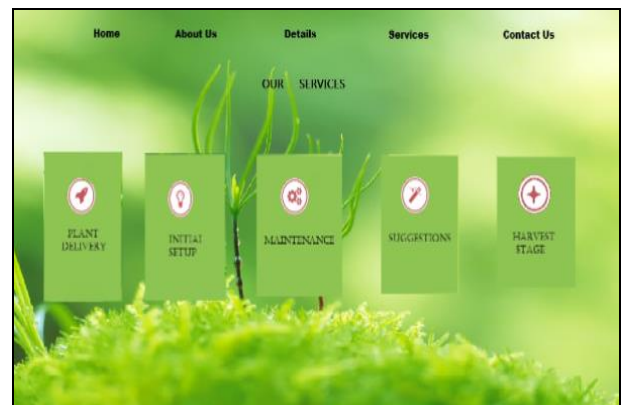 Home About Us Details Services Contact Us
OUR SERVICES
PLANT
DELIVERY
INITIAL
SETUP
MAINTENANCE
SUGGESTIONS
HARVEST
STAGE